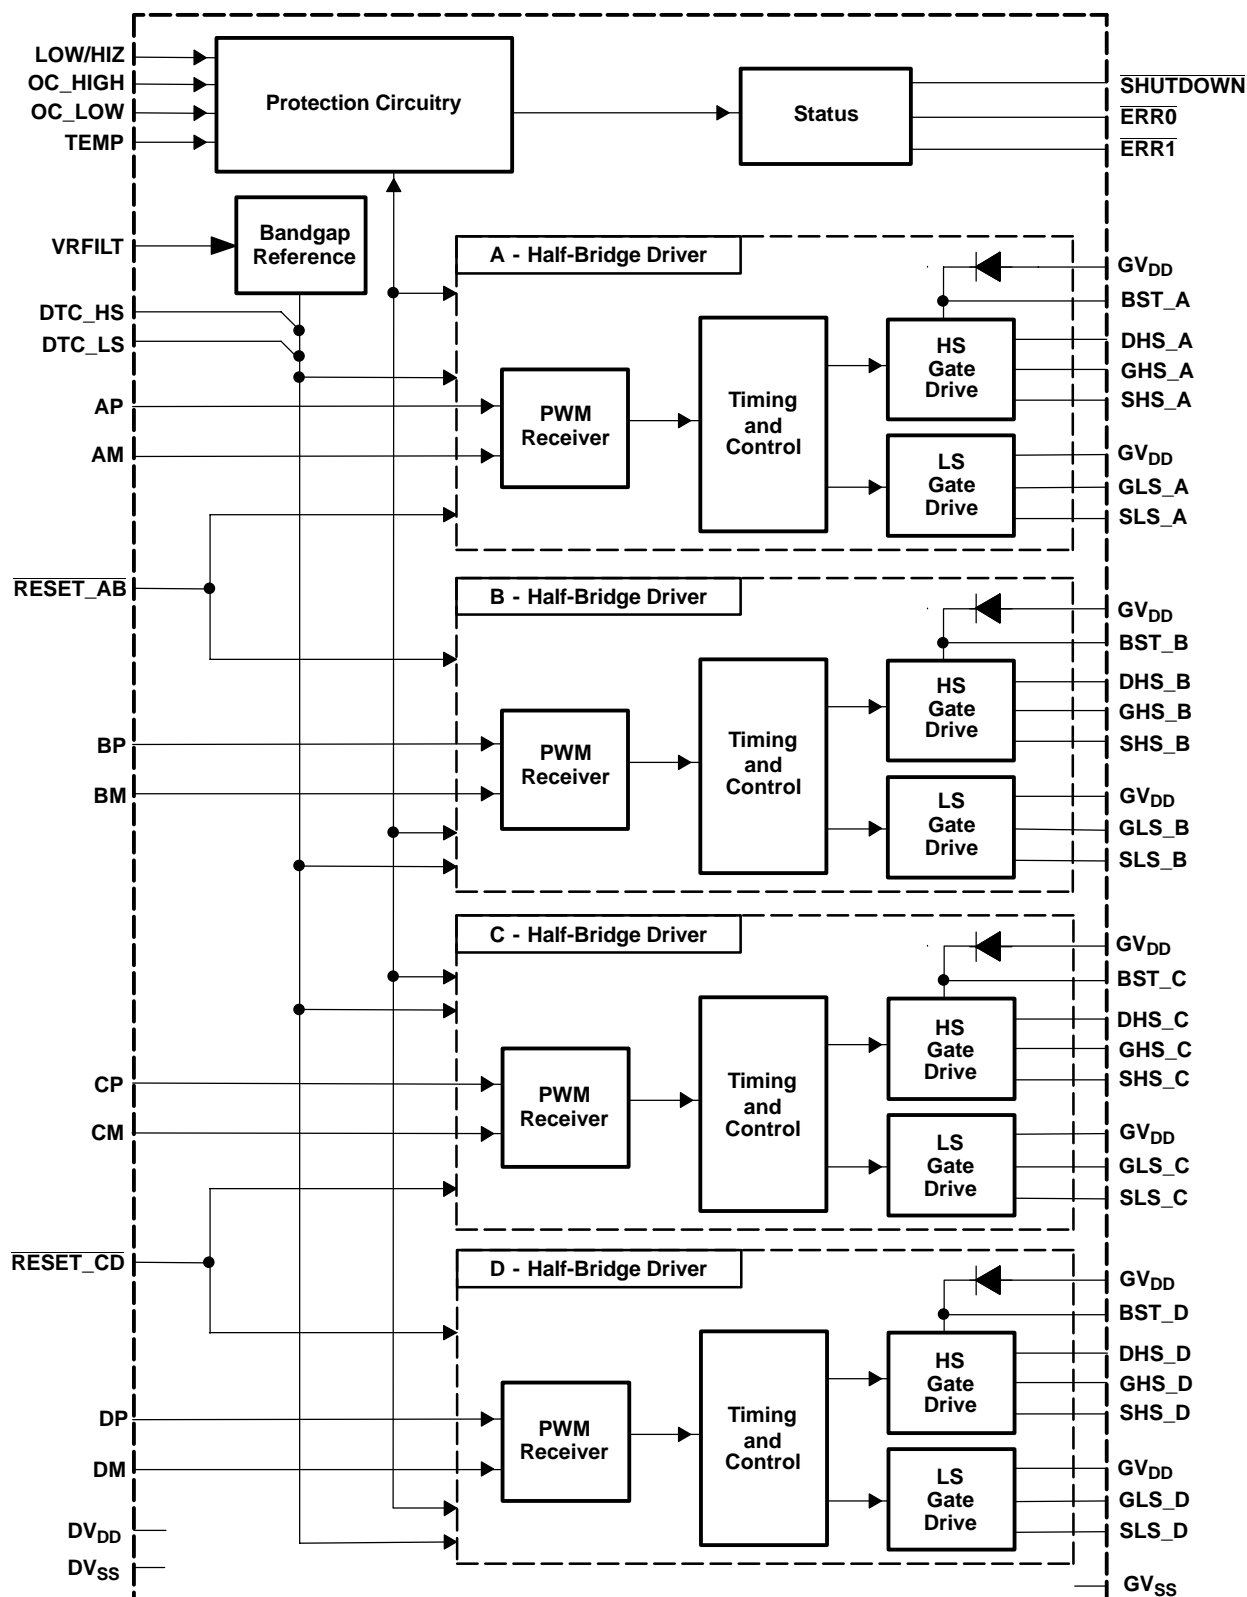 LOW/HIZ
OC_HIGH
OC_LOW
TEMP
Protection Circuitry
Status
SHUTDOWN
ERR0
ERR1
VRFILT
Bandgap
Reference
DTC_HS
DTC_LS
A - Half-Bridge Driver
GVDD
BST_A
DHS_A
GHS_A
SHS_A
HS
Gate
Drive
AP
AM
PWM
Receiver
Timing
and
Control
LS
Gate
Drive
GVDD
GLS_A
SLS_A
RESET_AB
B - Half-Bridge Driver
GVDD
BST_B
DHS_B
GHS_B
SHS_B
HS
Gate
Drive
BP
BM
PWM
Receiver
Timing
and
Control
LS
Gate
Drive
GVDD
GLS_B
SLS_B
C - Half-Bridge Driver
GVDD
BST_C
DHS_C
GHS_C
SHS_C
HS
Gate
Drive
CP
CM
PWM
Receiver
Timing
and
Control
LS
Gate
Drive
GVDD
GLS_C
SLS_C
RESET_CD
D - Half-Bridge Driver
GVDD
BST_D
DHS_D
GHS_D
SHS_D
HS
Gate
Drive
DP
DM
PWM
Receiver
Timing
and
Control
LS
Gate
Drive
GVDD
GLS_D
SLS_D
DVDD
DVSS
GVSS